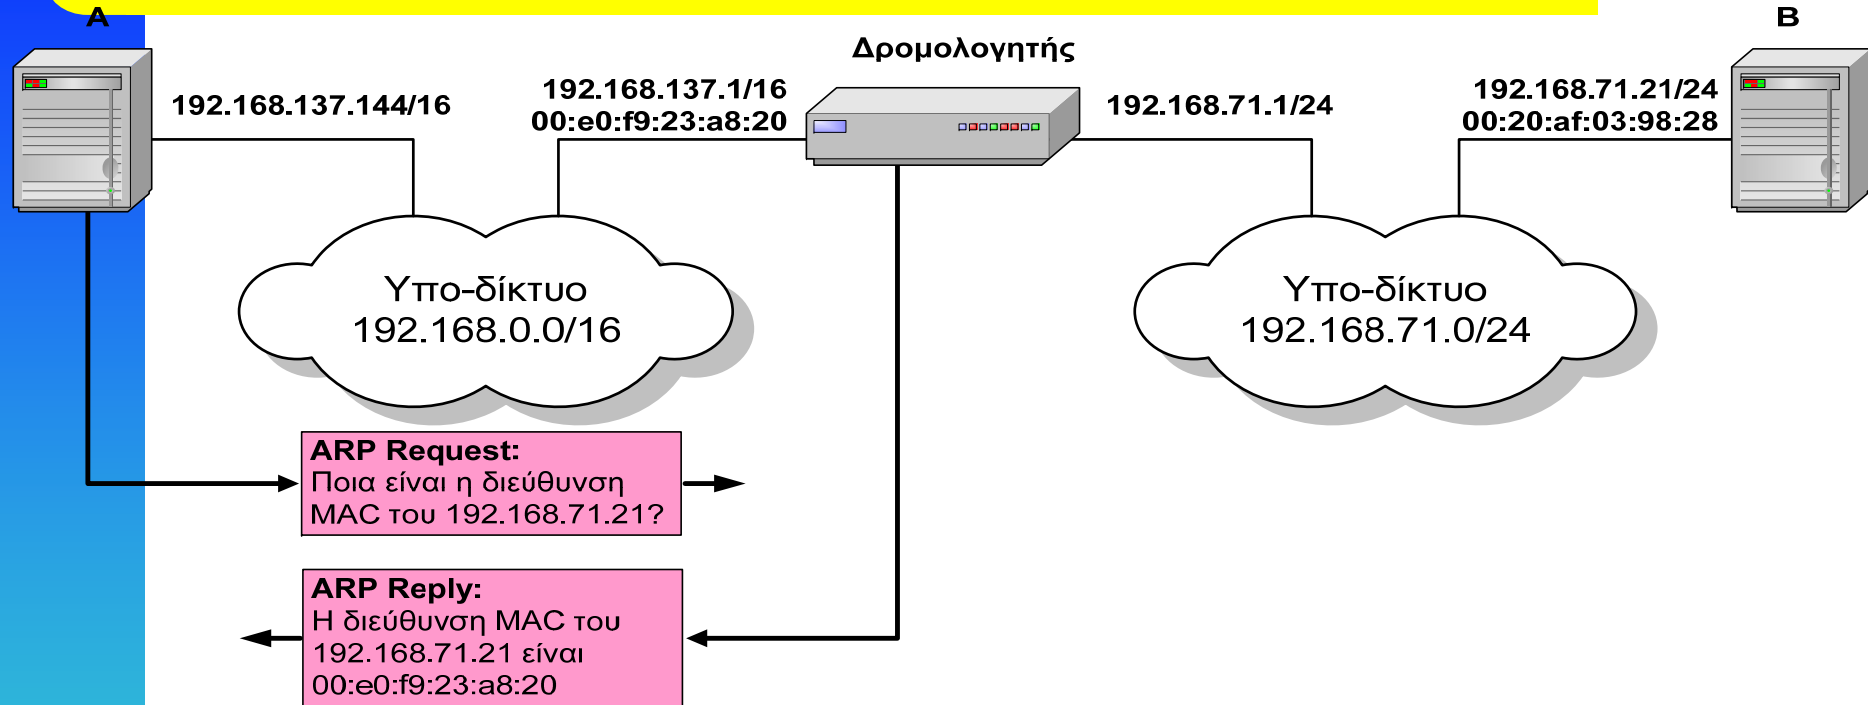 A
B
Δρομολογητής
192.168.137.144/16
192.168.137.1/16
00:e0:f9:23:a8:20
192.168.71.1/24
192.168.71.21/24
00:20:af:03:98:28
Υπο-δίκτυο
192.168.0.0/16
Υπο-δίκτυο
192.168.71.0/24
ARP Request:
Ποια είναι η διεύθυνση
MAC του 192.168.71.21?
ARP Reply:
Η διεύθυνση MAC του
192.168.71.21 είναι
00:e0:f9:23:a8:20